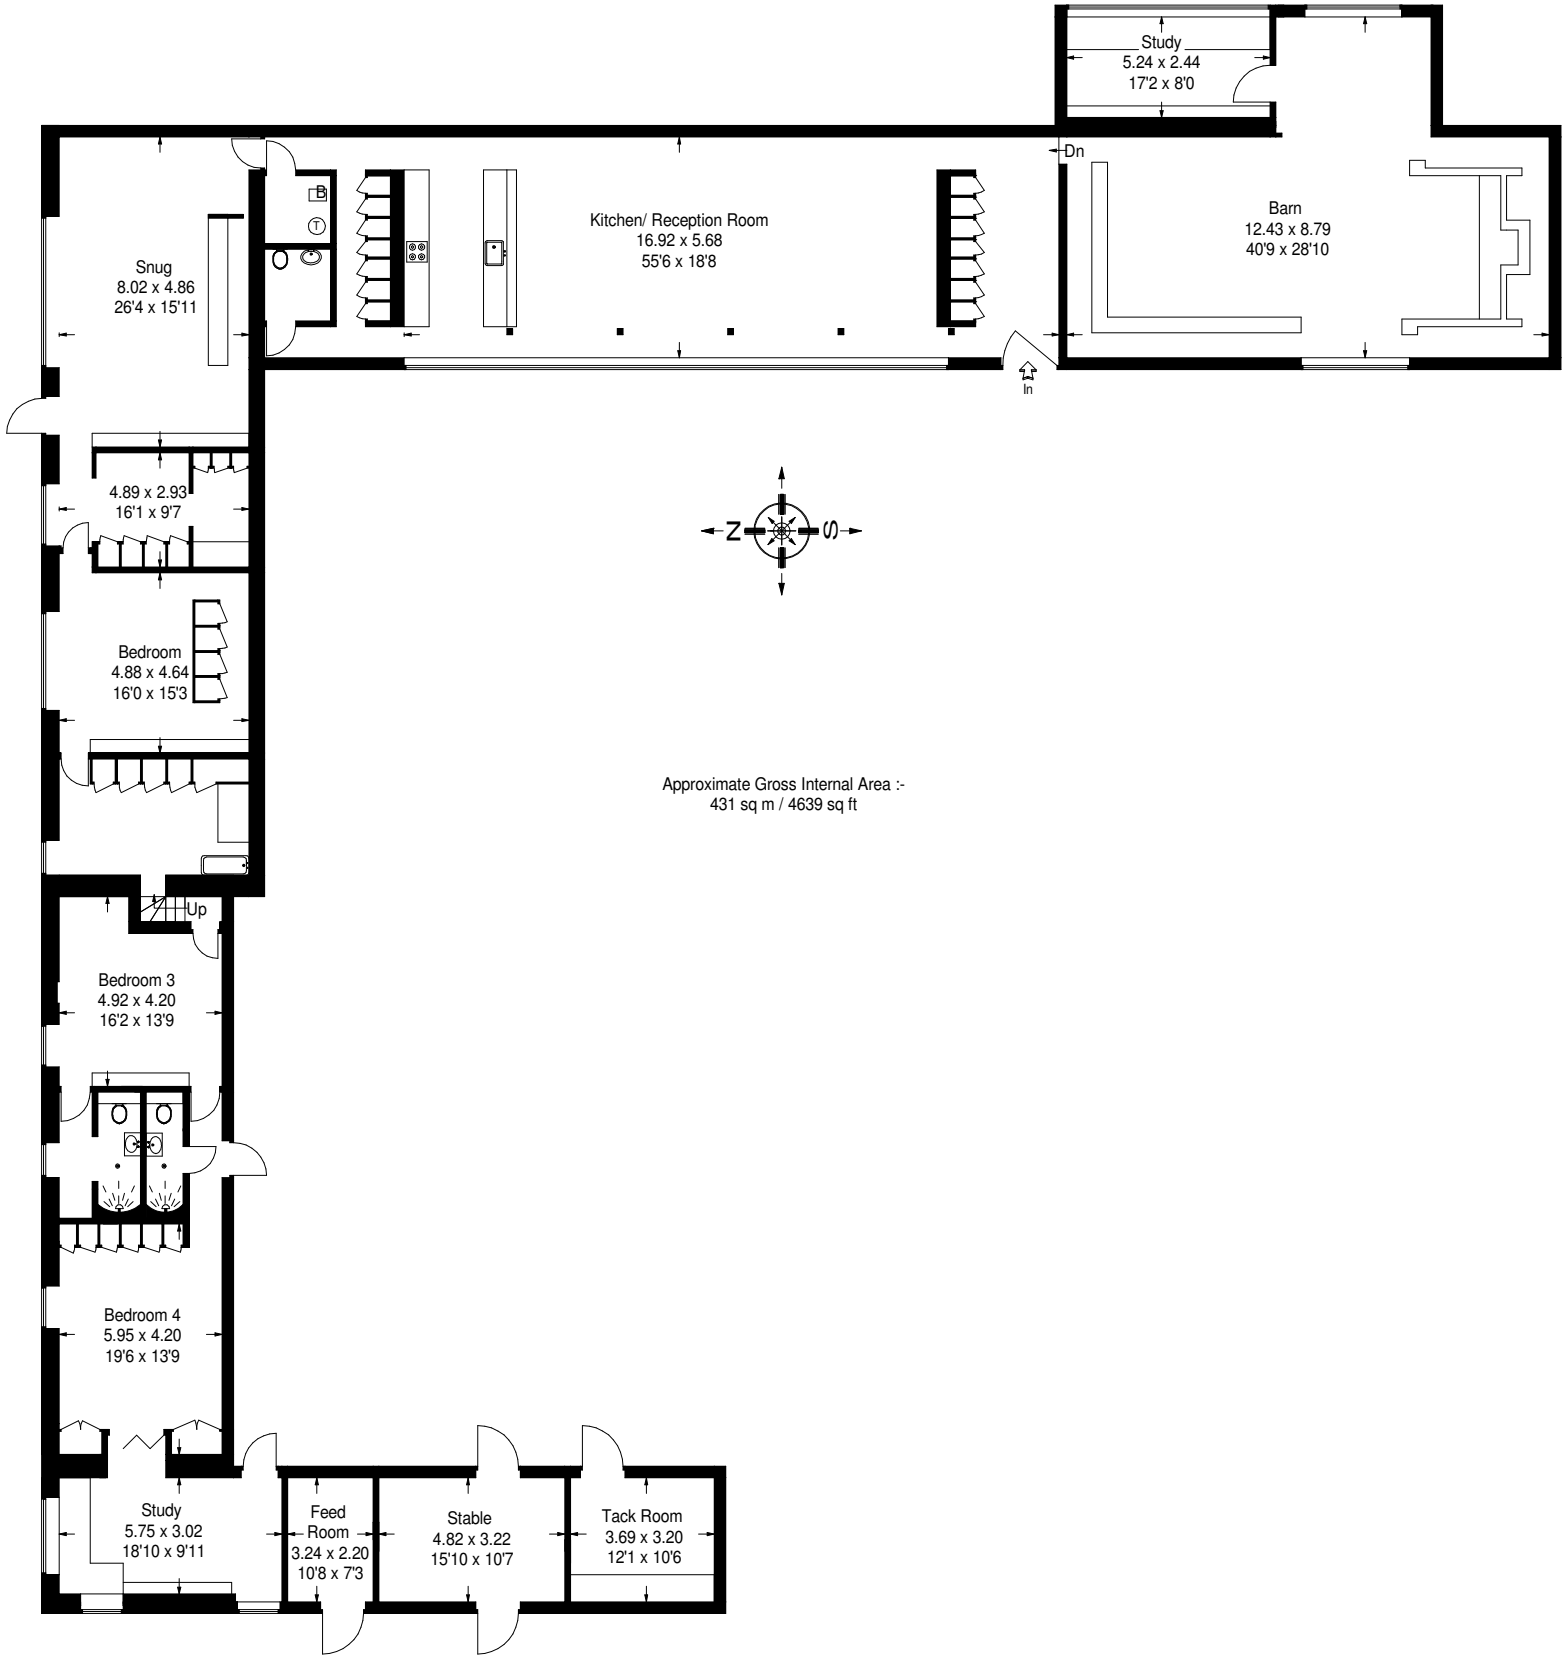 Study
5.24 x 2.44
17'2 x 8'0
Dn
B
T
Kitchen/ Reception Room
16.92 x 5.68
55'6 x 18'8
Barn
12.43 x 8.79
40'9 x 28'10
Snug
8.02 x 4.86
26'4 x 15'11
In
4.89 x 2.93
16'1 x 9'7
N S
Bedroom
4.88 x 4.64
16'0 x 15'3
Approximate Gross Internal Area :-
431 sq m / 4639 sq ft
Up
Bedroom 3
4.92 x 4.20
16'2 x 13'9
Bedroom 4
5.95 x 4.20
19'6 x 13'9
Study
5.75 x 3.02
18'10 x 9'11
Feed
Room
3.24 x 2.20
10'8 x 7'3
Stable
4.82 x 3.22
15'10 x 10'7
Tack Room
3.69 x 3.20
12'1 x 10'6